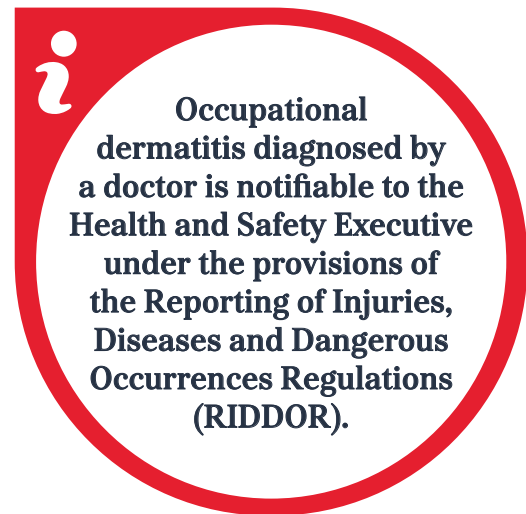 Occupational
dermatitis diagnosed by
a doctor is notifiable to the
Health and Safety Executive
under the provisions of
the Reporting of Injuries,
Diseases and Dangerous
Occurrences Regulations
(RIDDOR).